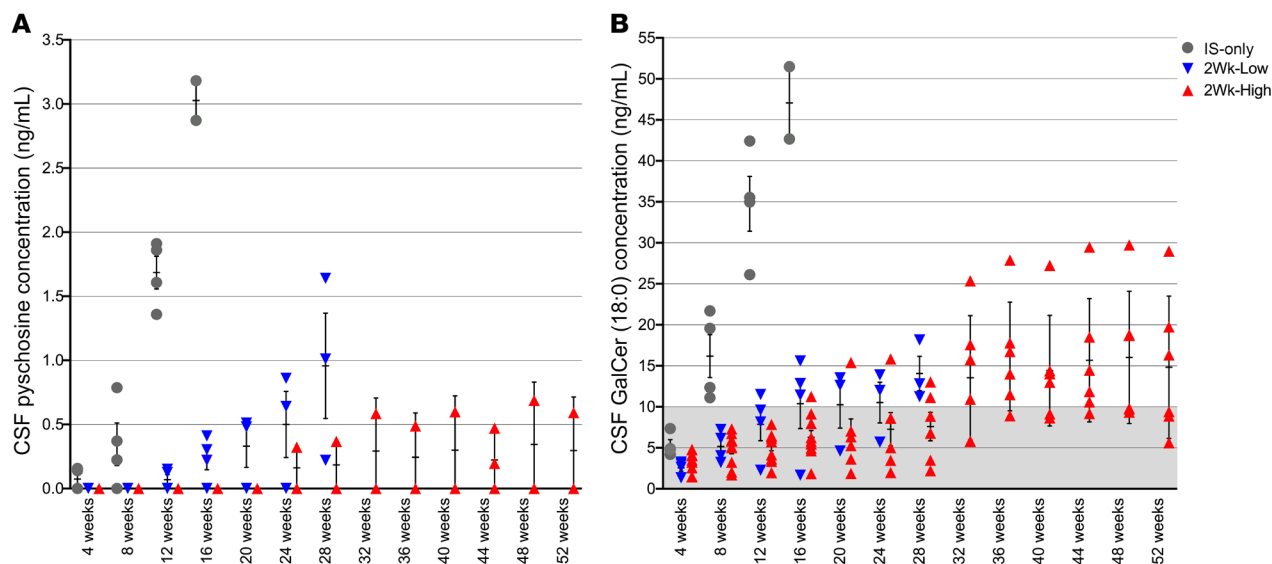 A
CSF pyschosine concentration (ng/mL)
3.5
3.0
2.5
2.0
1.5
1.0
0.5
0.0
4 weeks
8 weeks
12 weeks
16 weeks
20 weeks
24 weeks
28 weeks
32 weeks
36 weeks
40 weeks
44 weeks
48 weeks
52 weeks
B
CSF GalCer (18:0) concentration (ng/mL)
55
50
45
40
35
30
25
20
15
10
5
0
4 weeks
8 weeks
12 weeks
16 weeks
20 weeks
24 weeks
28 weeks
32 weeks
36 weeks
40 weeks
44 weeks
48 weeks
52 weeks
IS-only
2Wk-Low
2Wk-High